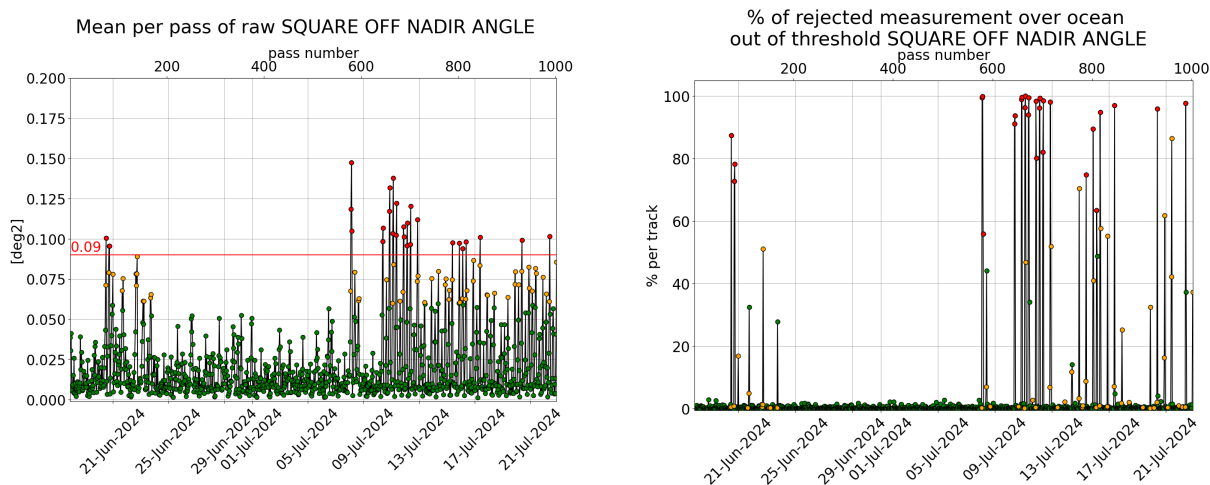 Mean per pass of raw SQUARE OFF NADIR ANGLE
pass number
200 400 600 800 1000
0.200
0.175
0.150
0.125
0.100
0.09
0.075
0.050
0.025
0.000
[deg2]
21-Jun-2024 25-Jun-2024 29-Jun-2024 01-Jul-2024 05-Jul-2024 09-Jul-2024 13-Jul-2024 17-Jul-2024 21-Jul-2024
% of rejected measurement over ocean
out of threshold SQUARE OFF NADIR ANGLE
pass number
200 400 600 800 1000
100
80
60
40
20
0
% per track
21-Jun-2024 25-Jun-2024 29-Jun-2024 01-Jul-2024 05-Jul-2024 09-Jul-2024 13-Jul-2024 17-Jul-2024 21-Jul-2024